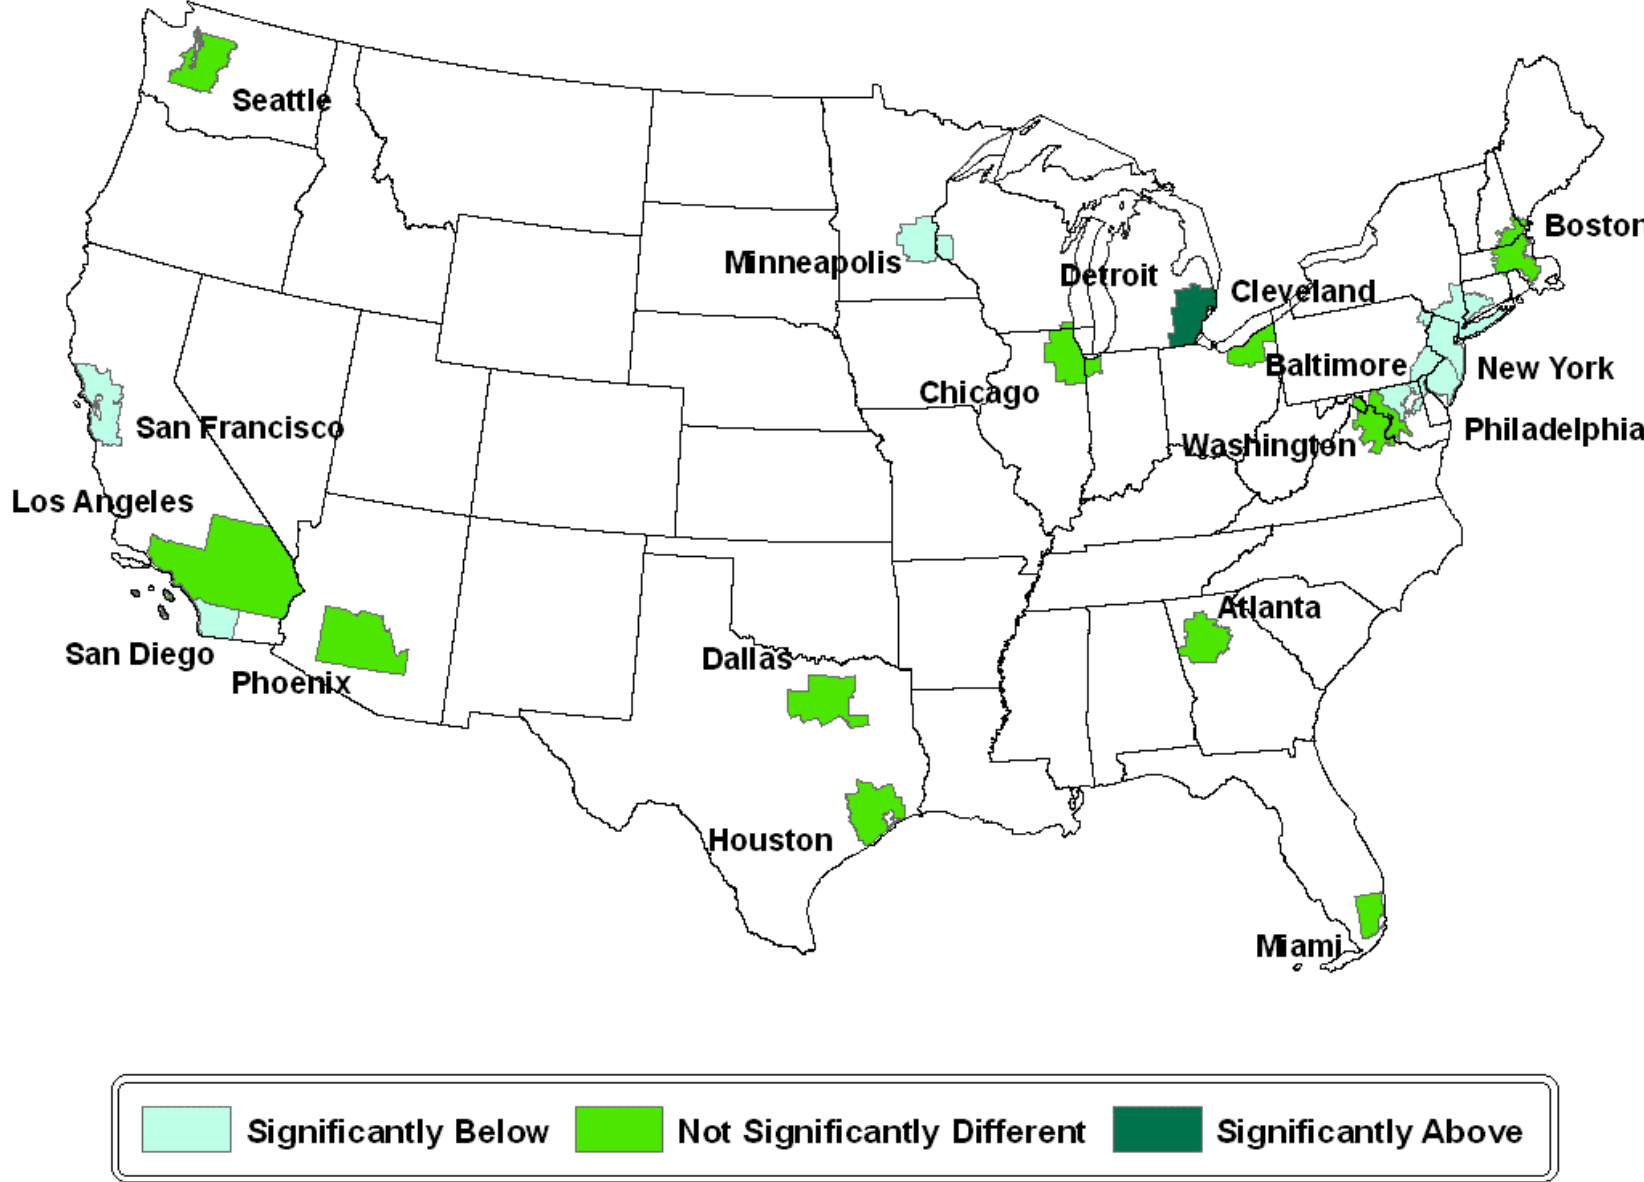 Seattle
Boston
Minneapolis
Detroit
Cleveland
Baltimore
New York
Chicago
San Francisco
Philadelphia
Washington
Los Angeles
Atlanta
San Diego
Dallas
Phoenix
Houston
Miami
Significantly Below
Not Significantly Different
Significantly Above